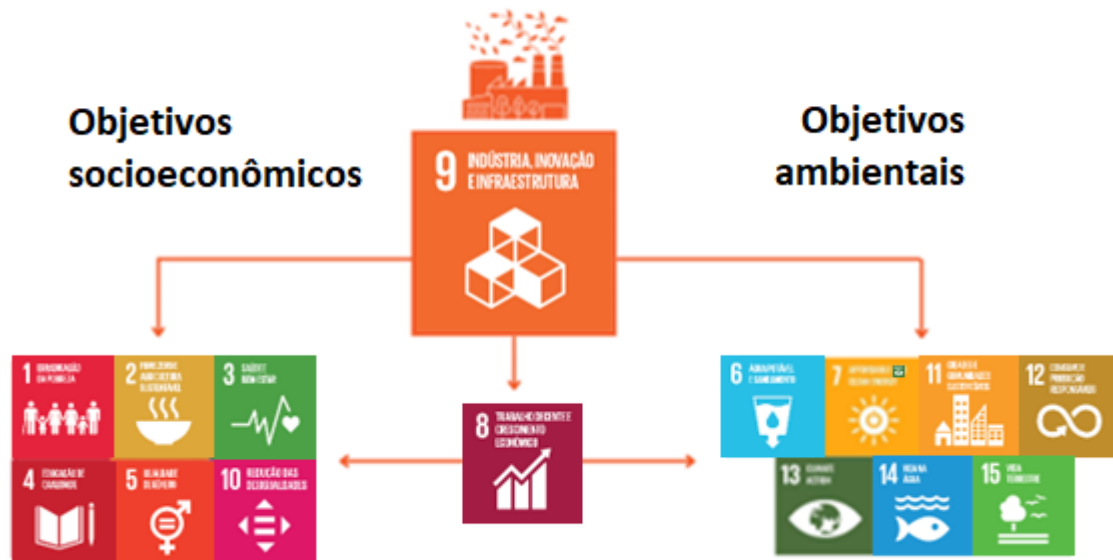 Objetivos
socioeconômicos
Objetivos
ambientais
9 INDÚSTRIA, INOVAÇÃO
E INFRAESTRUTURA
1 ERRADICAÇÃO
DA POBREZA
2
AGRICULTURA
SUSTENTÁVEL
3 SAÚDE E
BEM-ESTAR
4 EDUCAÇÃO DE
QUALIDADE
5 IGUALDADE
DE GÊNERO
10 REDUÇÃO DAS
DESIGUALDADES
8 TRABALHO DECENTE E
CRESCIMENTO
ECONÔMICO
6 ÁGUA POTÁVEL
E SANEAMENTO
7
11 CIDADES E
COMUNIDADES
SUSTENTÁVEIS
12 CONSUMO E
PRODUÇÃO
RESPONSÁVEIS
13
14 VIDA NA
ÁGUA
15 VIDA
TERRESTRE